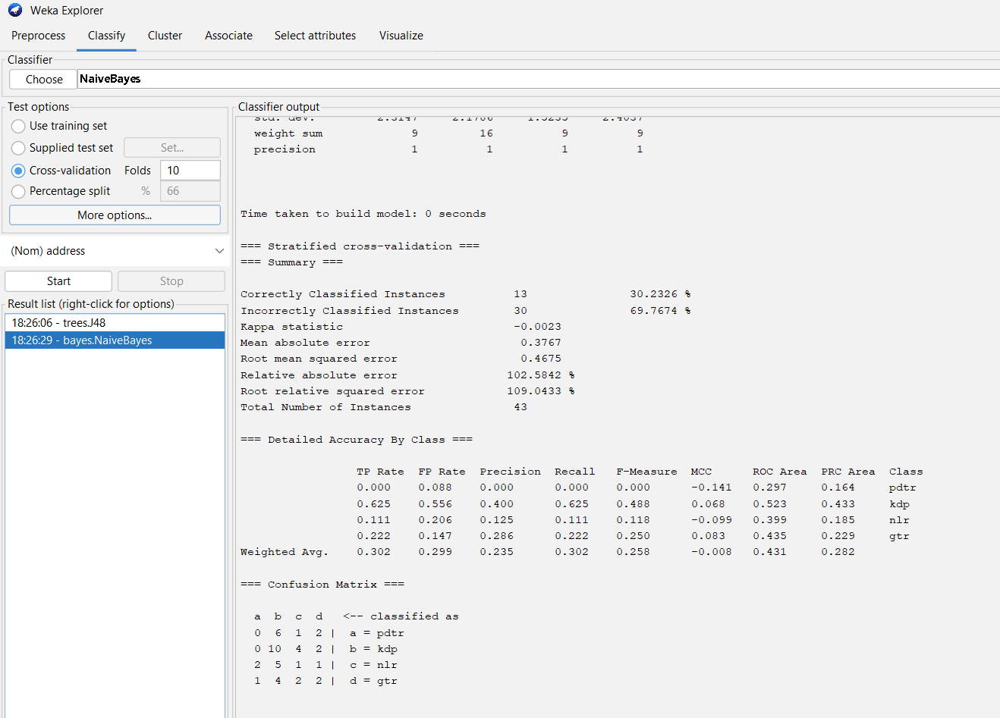 Weka Explorer
Preprocess Classify Cluster Associate Select attributes Visualize
Classifier
Choose NaiveBayes
Test options
Use training set
Supplied test set Set...
Cross-validation Folds 10
Percentage split % 66
More options...
(Nom) address
Start Stop
Result list (right-click for options)
18:26:06 - trees.J48
18:26:29 - bayes.NaiveBayes
Classifier output
std. dev. 2.3147 2.1766 1.5235 2.4037
weight sum 9 16 9 9
precision 1 1 1 1
Time taken to build model: 0 seconds
=== Stratified cross-validation ===
=== Summary ===
Correctly Classified Instances 13 30.2326 %
Incorrectly Classified Instances 30 69.7674 %
Kappa statistic -0.0023
Mean absolute error 0.3767
Root mean squared error 0.4675
Relative absolute error 102.5842 %
Root relative squared error 109.0433 %
Total Number of Instances 43
=== Detailed Accuracy By Class ===
TP Rate FP Rate Precision Recall F-Measure MCC ROC Area PRC Area Class
0.000 0.088 0.000 0.000 0.000 -0.141 0.297 0.164 pdtr
0.625 0.556 0.400 0.625 0.488 0.068 0.523 0.433 kdp
0.111 0.206 0.125 0.111 0.118 -0.099 0.399 0.185 nlr
0.222 0.147 0.286 0.222 0.250 0.083 0.435 0.229 gtr
Weighted Avg. 0.302 0.299 0.235 0.302 0.258 -0.008 0.431 0.282
=== Confusion Matrix ===
a b c d <-- classified as
0 6 1 2 | a = pdtr
0 10 4 2 | b = kdp
2 5 1 1 | c = nlr
1 4 2 2 | d = gtr